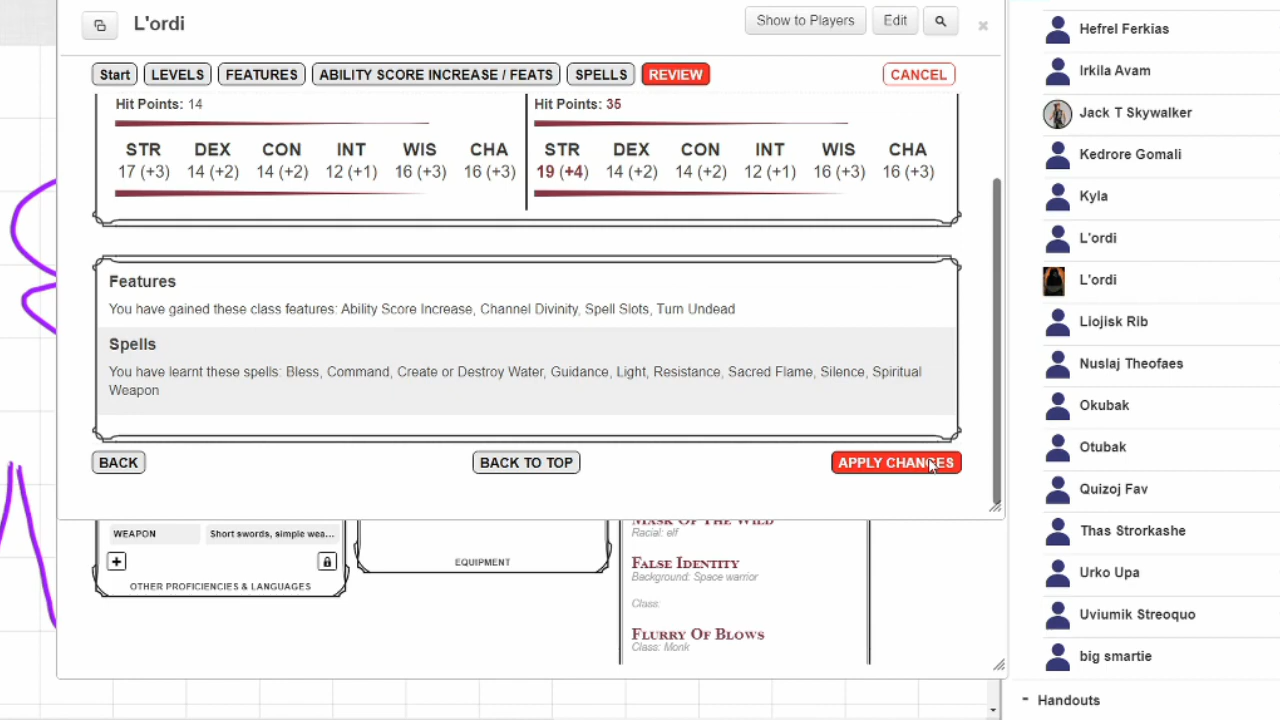 L'ordi
Show to Players
Edit
Start
LEVELS
FEATURES
ABILITY SCORE INCREASE / FEATS
SPELLS
REVIEW
CANCEL
Hit Points: 14
STR DEX CON INT WIS CHA
17 (+3) 14 (+2) 14 (+2) 12 (+1) 16 (+3) 16 (+3)
Hit Points: 35
STR DEX CON INT WIS CHA
19 (+4) 14 (+2) 14 (+2) 12 (+1) 16 (+3) 16 (+3)
Features
You have gained these class features: Ability Score Increase, Channel Divinity, Spell Slots, Turn Undead
Spells
You have learnt these spells: Bless, Command, Create or Destroy Water, Guidance, Light, Resistance, Sacred Flame, Silence, Spiritual
Weapon
BACK
BACK TO TOP
APPLY CHANGES
WEAPON
Short swords, simple wea...
OTHER PROFICIENCIES & LANGUAGES
EQUIPMENT
MASK OF THE WILD
Racial: elf
FALSE IDENTITY
Background: Space warrior
Class:
FLURRY OF BLOWS
Class: Monk
Hefrel Ferkias
Irkila Avam
Jack T Skywalker
Kedrore Gomali
Kyla
L'ordi
L'ordi
Liojisk Rib
Nuslaj Theofaes
Okubak
Otubak
Quizoj Fav
Thas Strorkashe
Urko Upa
Uviumik Streoquo
big smartie
Handouts